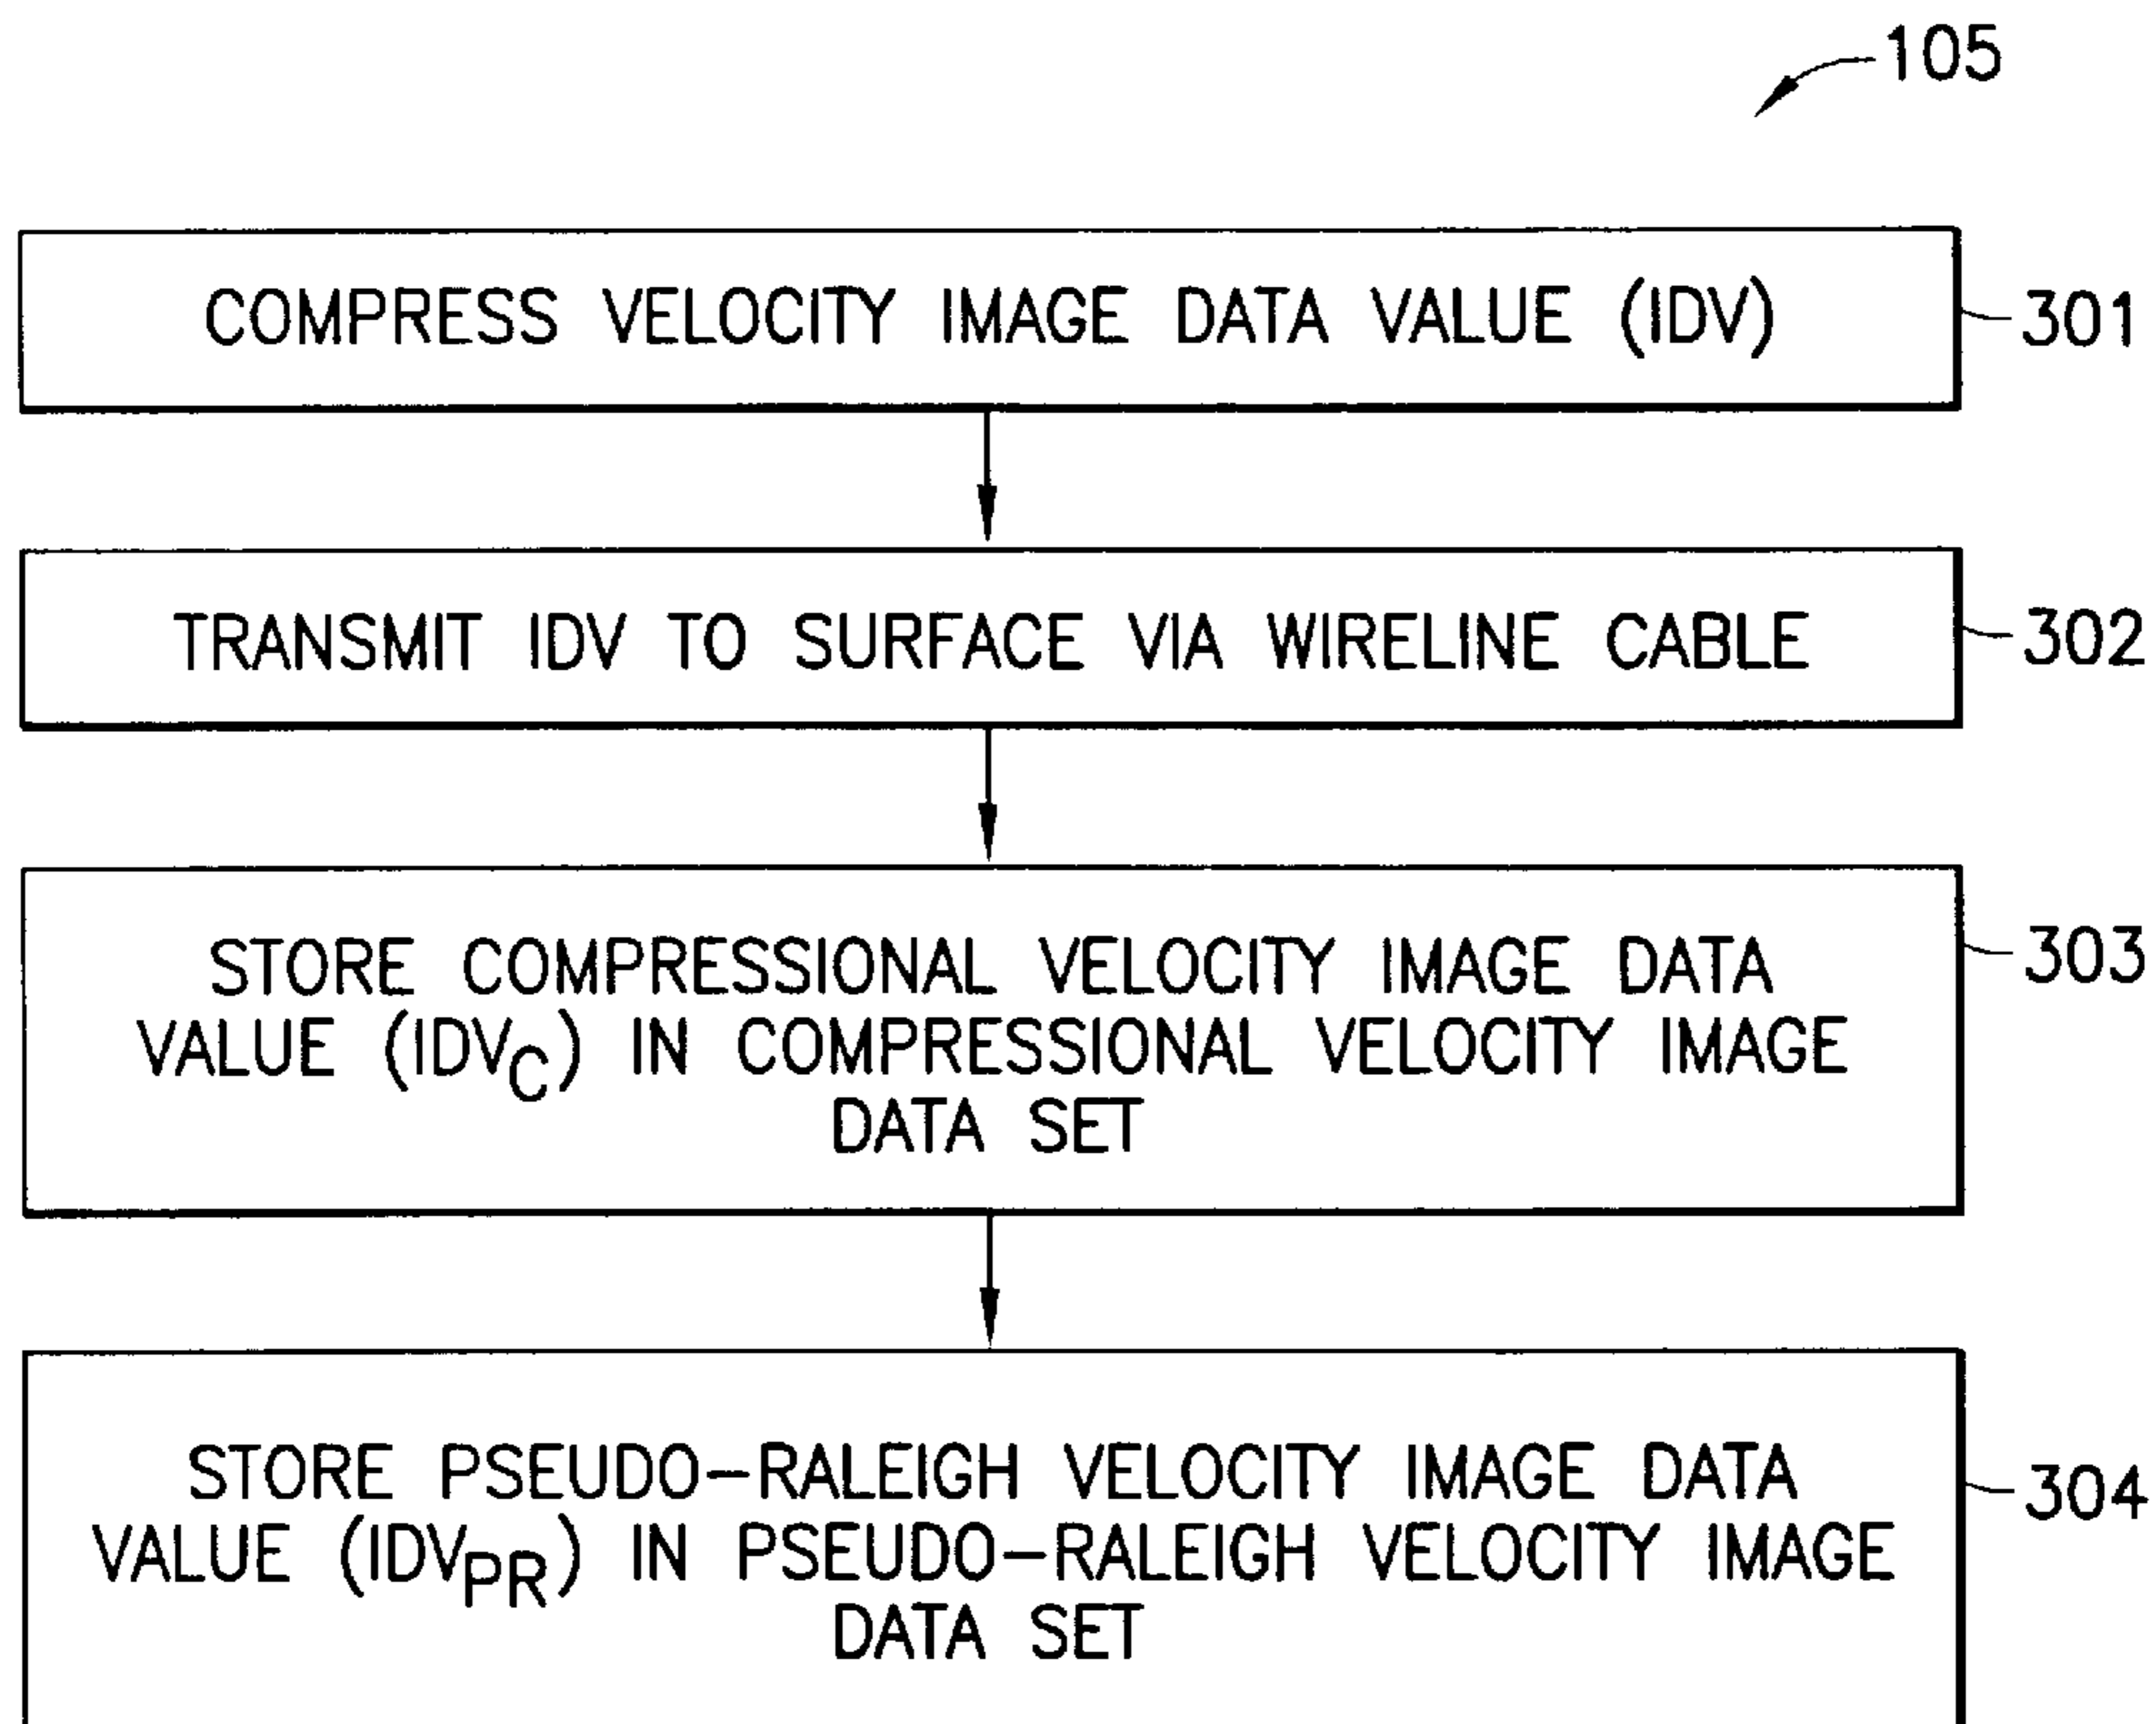 105
COMPRESS VELOCITY IMAGE DATA VALUE (IDV)
301
TRANSMIT IDV TO SURFACE VIA WIRELINE CABLE
302
STORE COMPRESSIONAL VELOCITY IMAGE DATA
VALUE (IDVC) IN COMPRESSIONAL VELOCITY IMAGE
DATA SET
303
STORE PSEUDO-RALEIGH VELOCITY IMAGE DATA
VALUE (IDVPR) IN PSEUDO-RALEIGH VELOCITY IMAGE
DATA SET
304